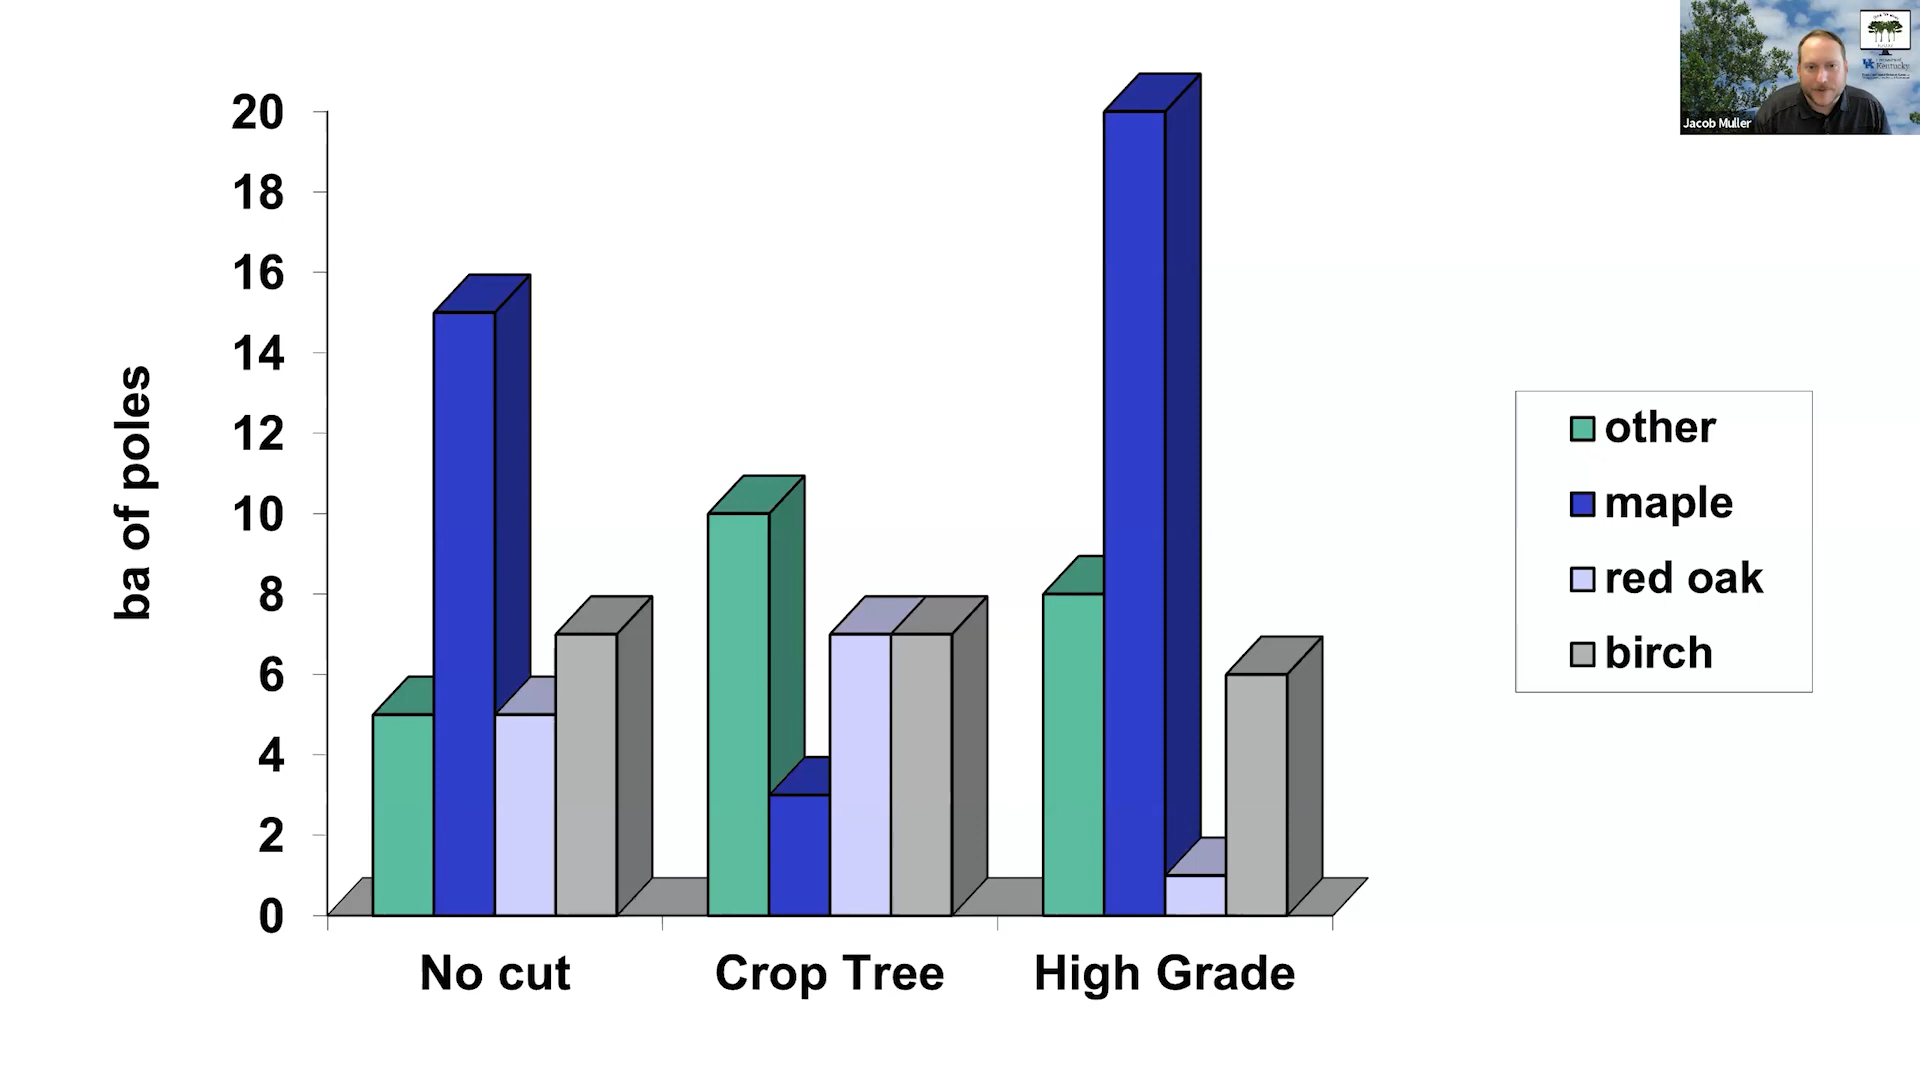 20
18
16
14
12
10
8
6
4
2
0
ba of poles
No cut
Crop Tree
High Grade
other
maple
red oak
birch
Jacob Muller
Kentucky